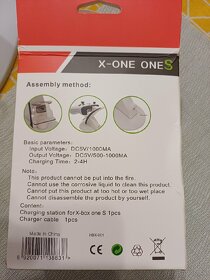 X-ONE ONE S
Assembly method:
Basic parameters:
Input Voltage: DC5V/1000MA
Output Voltage: DC5V/500-1000MA
Charging Time: 2-4H
Note:
This product cannot be put into the fire.
Cannot use the corrosive liquid to clean this product.
Cannot put this product at too hot or too wet
Cannot disassemble the product by yourself.
Contents:
Charging station for X-box one S 1pcs
Charger cable 1pcs
Made in China